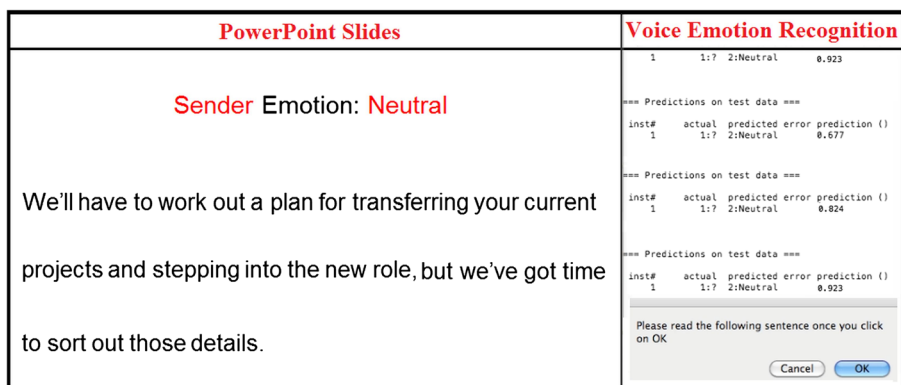 PowerPoint Slides
Sender Emotion: Neutral
We'll have to work out a plan for transferring your current
projects and stepping into the new role, but we've got time
to sort out those details.
Voice Emotion Recognition
1 1:? 2:Neutral 0.923
=== Predictions on test data ===
inst# actual predicted error prediction ()
1 1:? 2:Neutral 0.677
=== Predictions on test data ===
inst# actual predicted error prediction ()
1 1:? 2:Neutral 0.824
=== Predictions on test data ===
inst# actual predicted error prediction ()
1 1:? 2:Neutral 0.923
Please read the following sentence once you click
on OK
Cancel OK